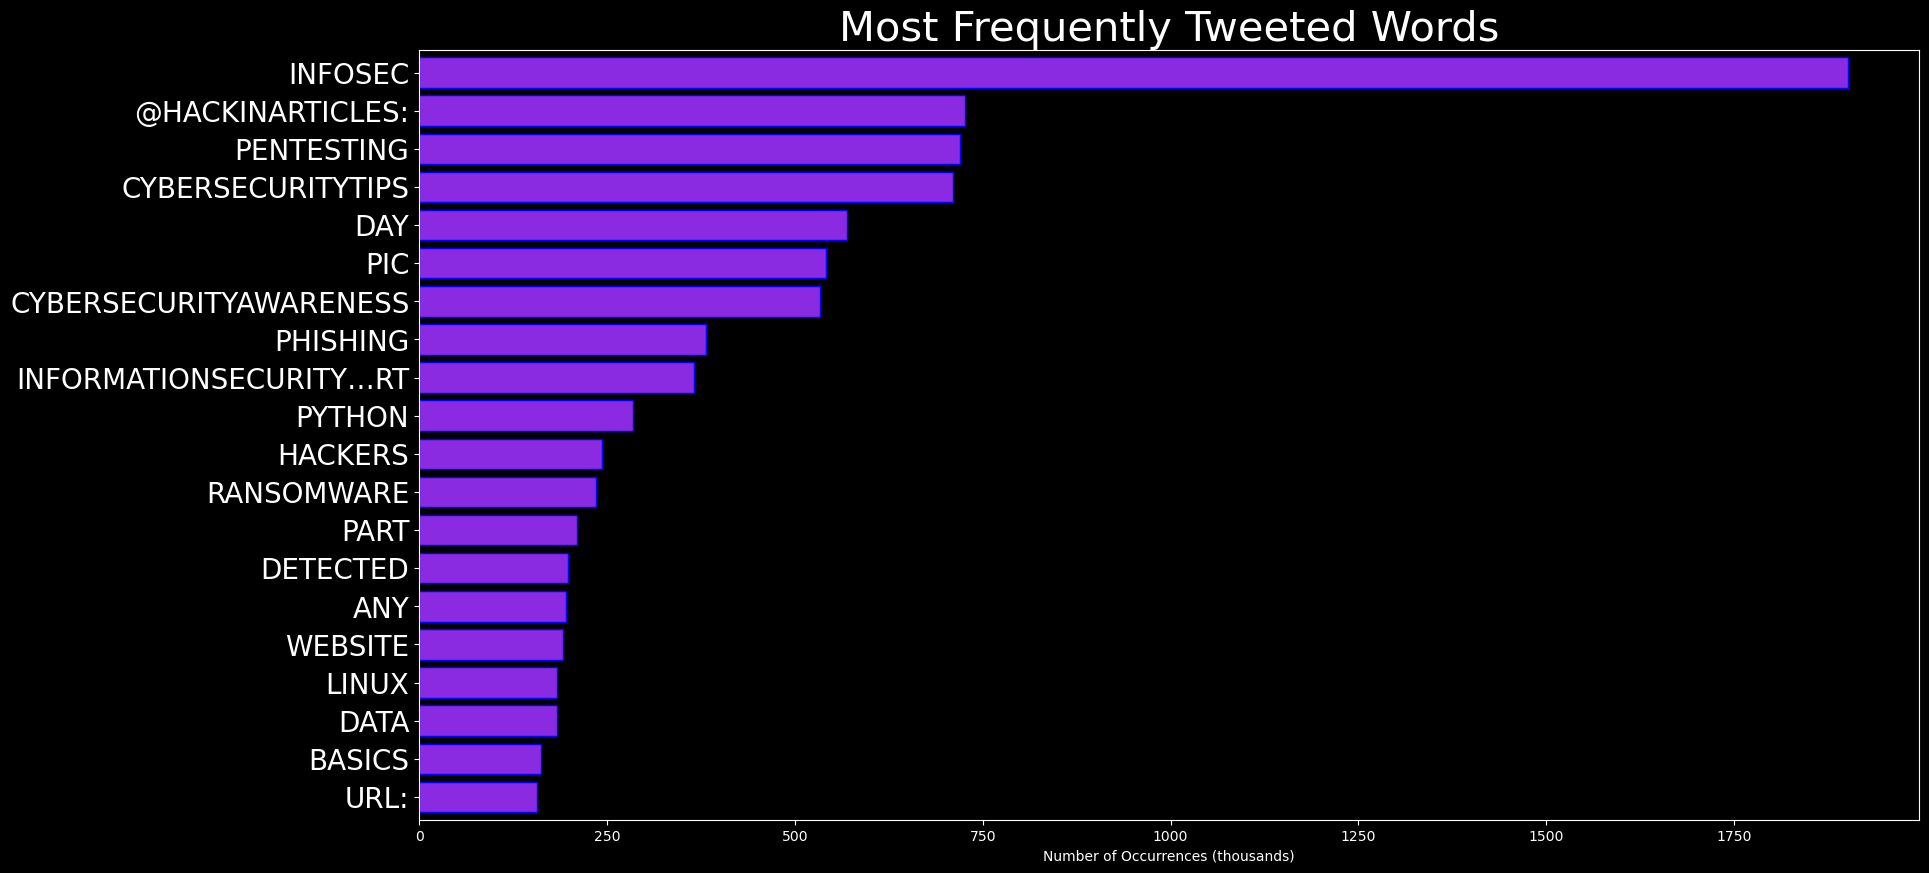 Most Frequently Tweeted Words
INFOSEC
@HACKINARTICLES:
PENTESTING
CYBERSECURITYTIPS
DAY
PIC
CYBERSECURITYAWARENESS
PHISHING
INFORMATIONSECURITY…RT
PYTHON
HACKERS
RANSOMWARE
PART
DETECTED
ANY
WEBSITE
LINUX
DATA
BASICS
URL:
0 250 500 750 1000 1250 1500 1750
Number of Occurrences (thousands)